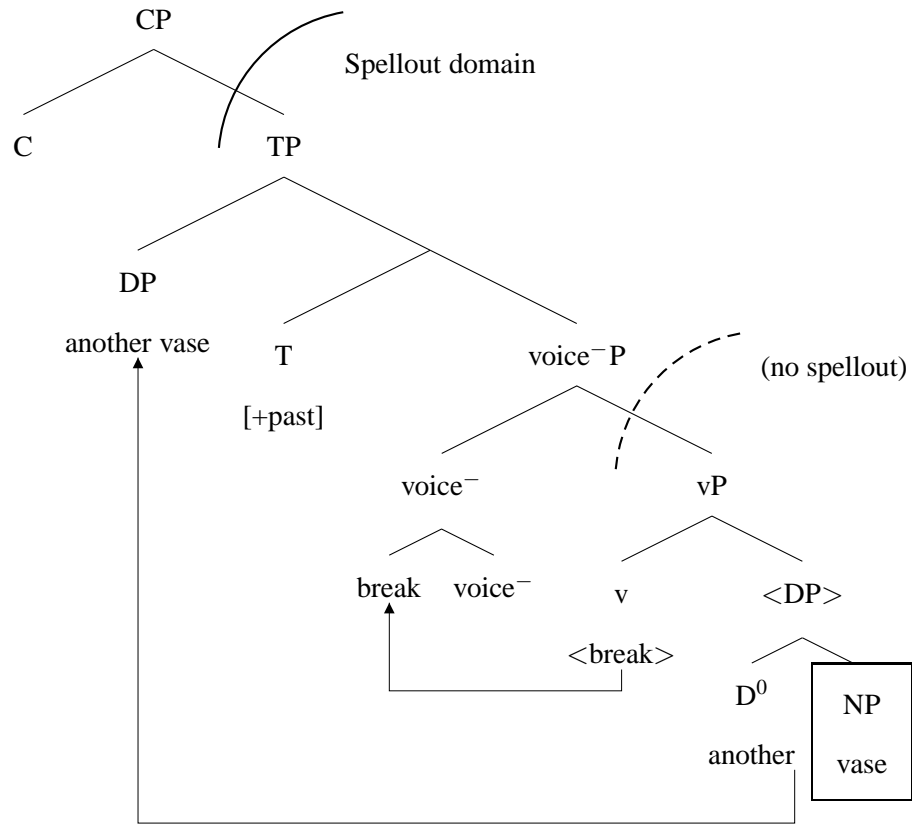 CP
Spellout domain
C
TP
DP
another vase
T
voice⁻P
(no spellout)
[+past]
voice⁻
vP
break
voice⁻
v
<DP>
<break>
D⁰
NP
another
vase